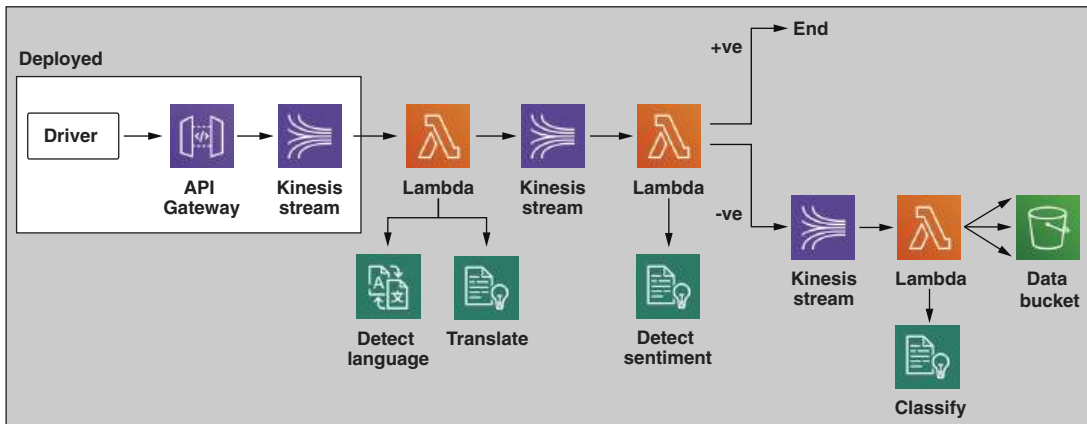 Deployed
Driver
API
Gateway
Kinesis
stream
Lambda
Kinesis
stream
Lambda
+ve
End
-ve
Detect
language
Translate
Detect
sentiment
Kinesis
stream
Lambda
Data
bucket
Classify